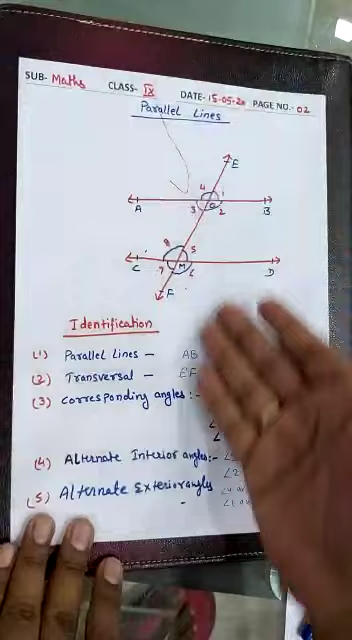 SUB- Maths CLASS- IX DATE- 15-05-20 PAGE NO.- 02
Parallel Lines
E
4 1
A 3 2 B
8 5
C 7 M 6 D
F
Identification
(1) Parallel Lines - AB
(2) Transversal - EF
(3) Corresponding angles :-
∠
∠
(4) Alternate Interior angles:-
∠2
(5) Alternate Exterior angles
-